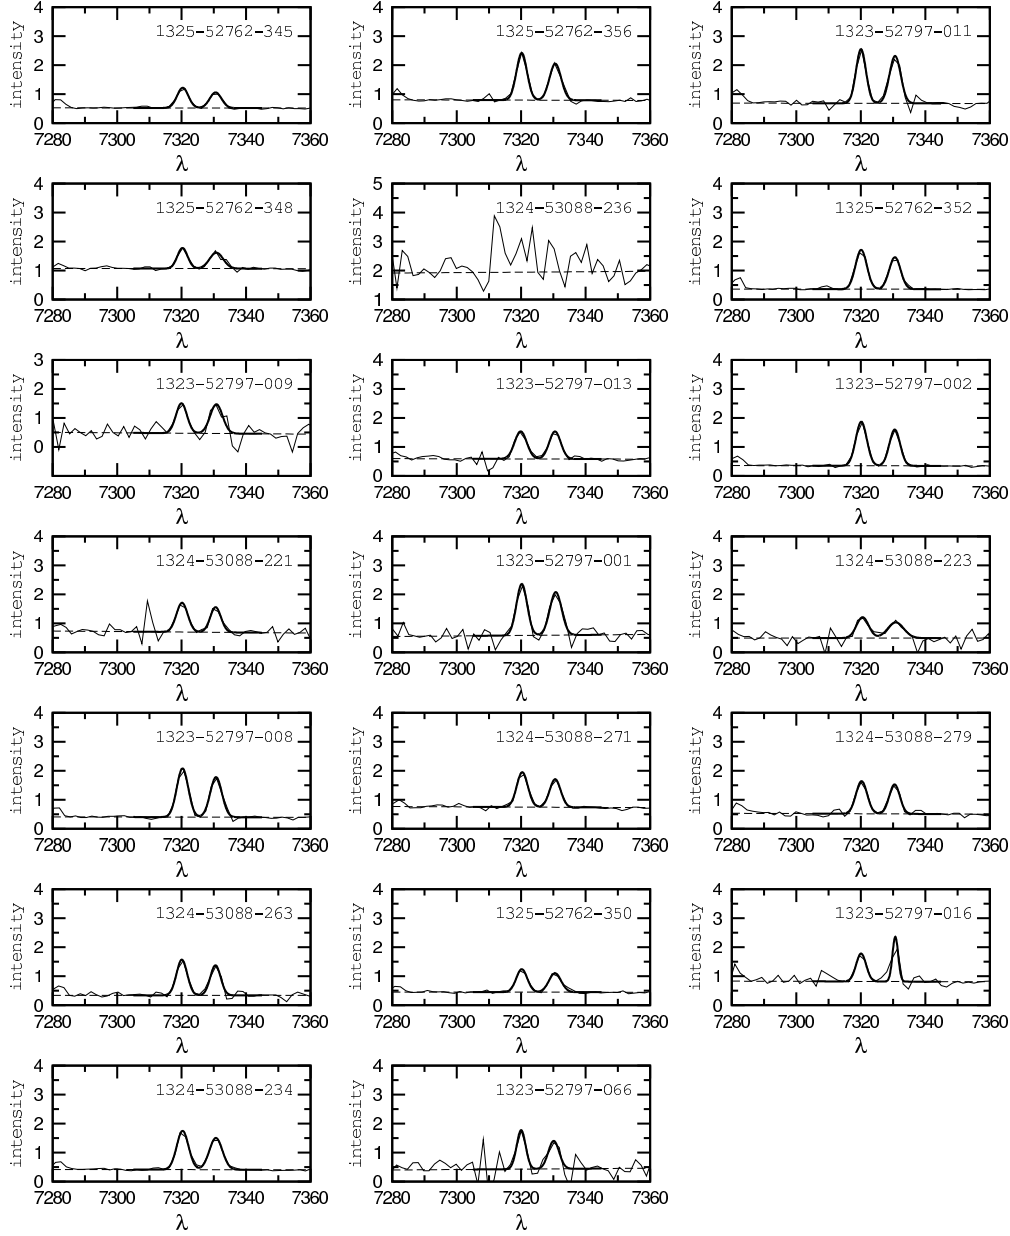 intensity
4
3
2
1
0
1325-52762-345
7280 7300 7320 7340 7360
λ
intensity
4
3
2
1
0
1325-52762-356
7280 7300 7320 7340 7360
λ
intensity
4
3
2
1
0
1323-52797-011
7280 7300 7320 7340 7360
λ
intensity
4
3
2
1
0
1325-52762-348
7280 7300 7320 7340 7360
λ
intensity
5
4
3
2
1
1324-53088-236
7280 7300 7320 7340 7360
λ
intensity
4
3
2
1
0
1325-52762-352
7280 7300 7320 7340 7360
λ
intensity
3
2
1
0
1323-52797-009
7280 7300 7320 7340 7360
λ
intensity
4
3
2
1
0
1323-52797-013
7280 7300 7320 7340 7360
λ
intensity
4
3
2
1
0
1323-52797-002
7280 7300 7320 7340 7360
λ
intensity
4
3
2
1
0
1324-53088-221
7280 7300 7320 7340 7360
λ
intensity
4
3
2
1
0
1323-52797-001
7280 7300 7320 7340 7360
λ
intensity
4
3
2
1
0
1324-53088-223
7280 7300 7320 7340 7360
λ
intensity
4
3
2
1
0
1323-52797-008
7280 7300 7320 7340 7360
λ
intensity
4
3
2
1
0
1324-53088-271
7280 7300 7320 7340 7360
λ
intensity
4
3
2
1
0
1324-53088-279
7280 7300 7320 7340 7360
λ
intensity
4
3
2
1
0
1324-53088-263
7280 7300 7320 7340 7360
λ
intensity
4
3
2
1
0
1325-52762-350
7280 7300 7320 7340 7360
λ
intensity
4
3
2
1
0
1323-52797-016
7280 7300 7320 7340 7360
λ
intensity
4
3
2
1
0
1324-53088-234
7280 7300 7320 7340 7360
λ
intensity
4
3
2
1
0
1323-52797-066
7280 7300 7320 7340 7360
λ